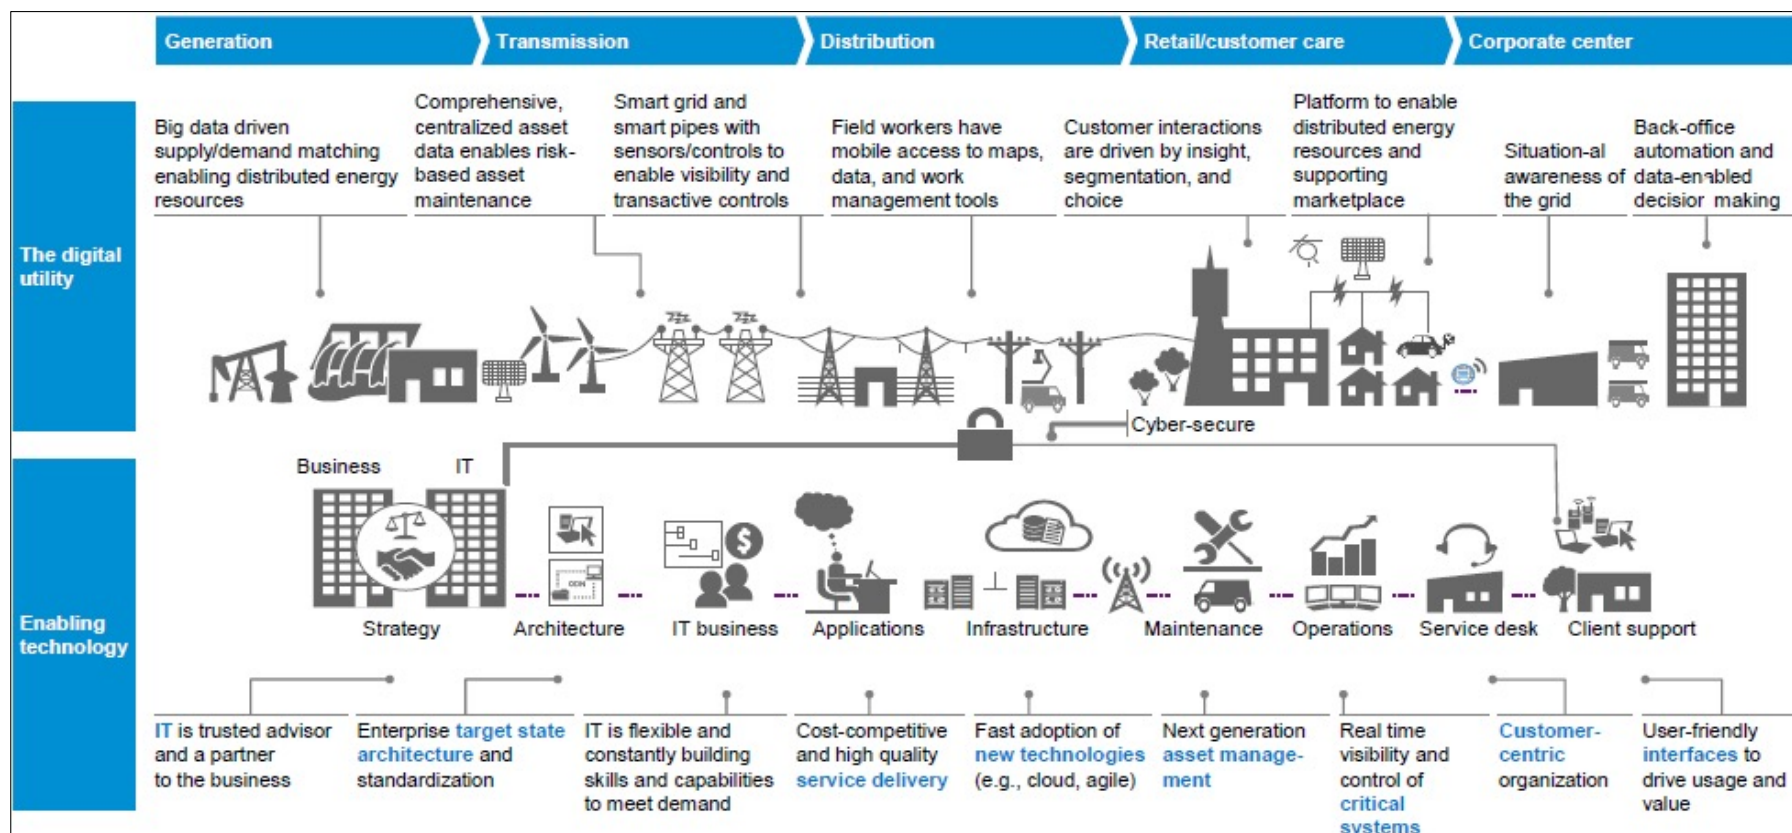 Generation
Transmission
Distribution
Retail/customer care
Corporate center
The digital
utility
Big data driven
supply/demand matching
enabling distributed energy
resources
Comprehensive,
centralized asset
data enables risk-
based asset
maintenance
Smart grid and
smart pipes with
sensors/controls to
enable visibility and
transactive controls
Field workers have
mobile access to maps,
data, and work
management tools
Customer interactions
are driven by insight,
segmentation, and
choice
Platform to enable
distributed energy
resources and
supporting
marketplace
Situation-al
awareness of
the grid
Back-office
automation and
data-enabled
decision making
Cyber-secure
Enabling
technology
Business
IT
Strategy
Architecture
IT business
Applications
Infrastructure
Maintenance
Operations
Service desk
Client support
IT is trusted advisor
and a partner
to the business
Enterprise target state
architecture and
standardization
IT is flexible and
constantly building
skills and capabilities
to meet demand
Cost-competitive
and high quality
service delivery
Fast adoption of
new technologies
(e.g., cloud, agile)
Next generation
asset manage-
ment
Real time
visibility and
control of
critical
systems
Customer-
centric
organization
User-friendly
interfaces to
drive usage and
value